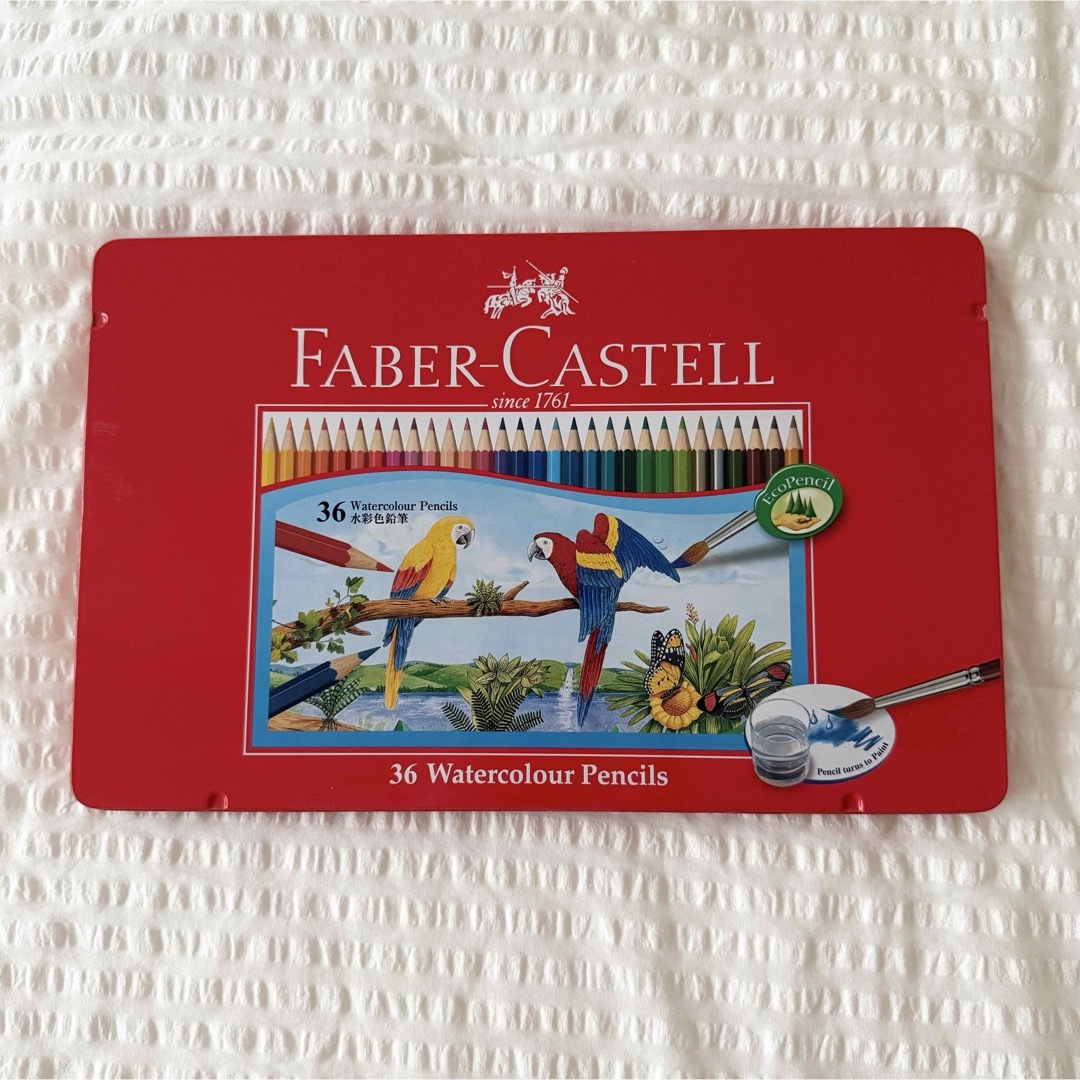 FABER-CASTELL
since 1761
36 Watercolour Pencils
水彩色鉛筆
EcoPencil
Pencil turns to Paint
36 Watercolour Pencils